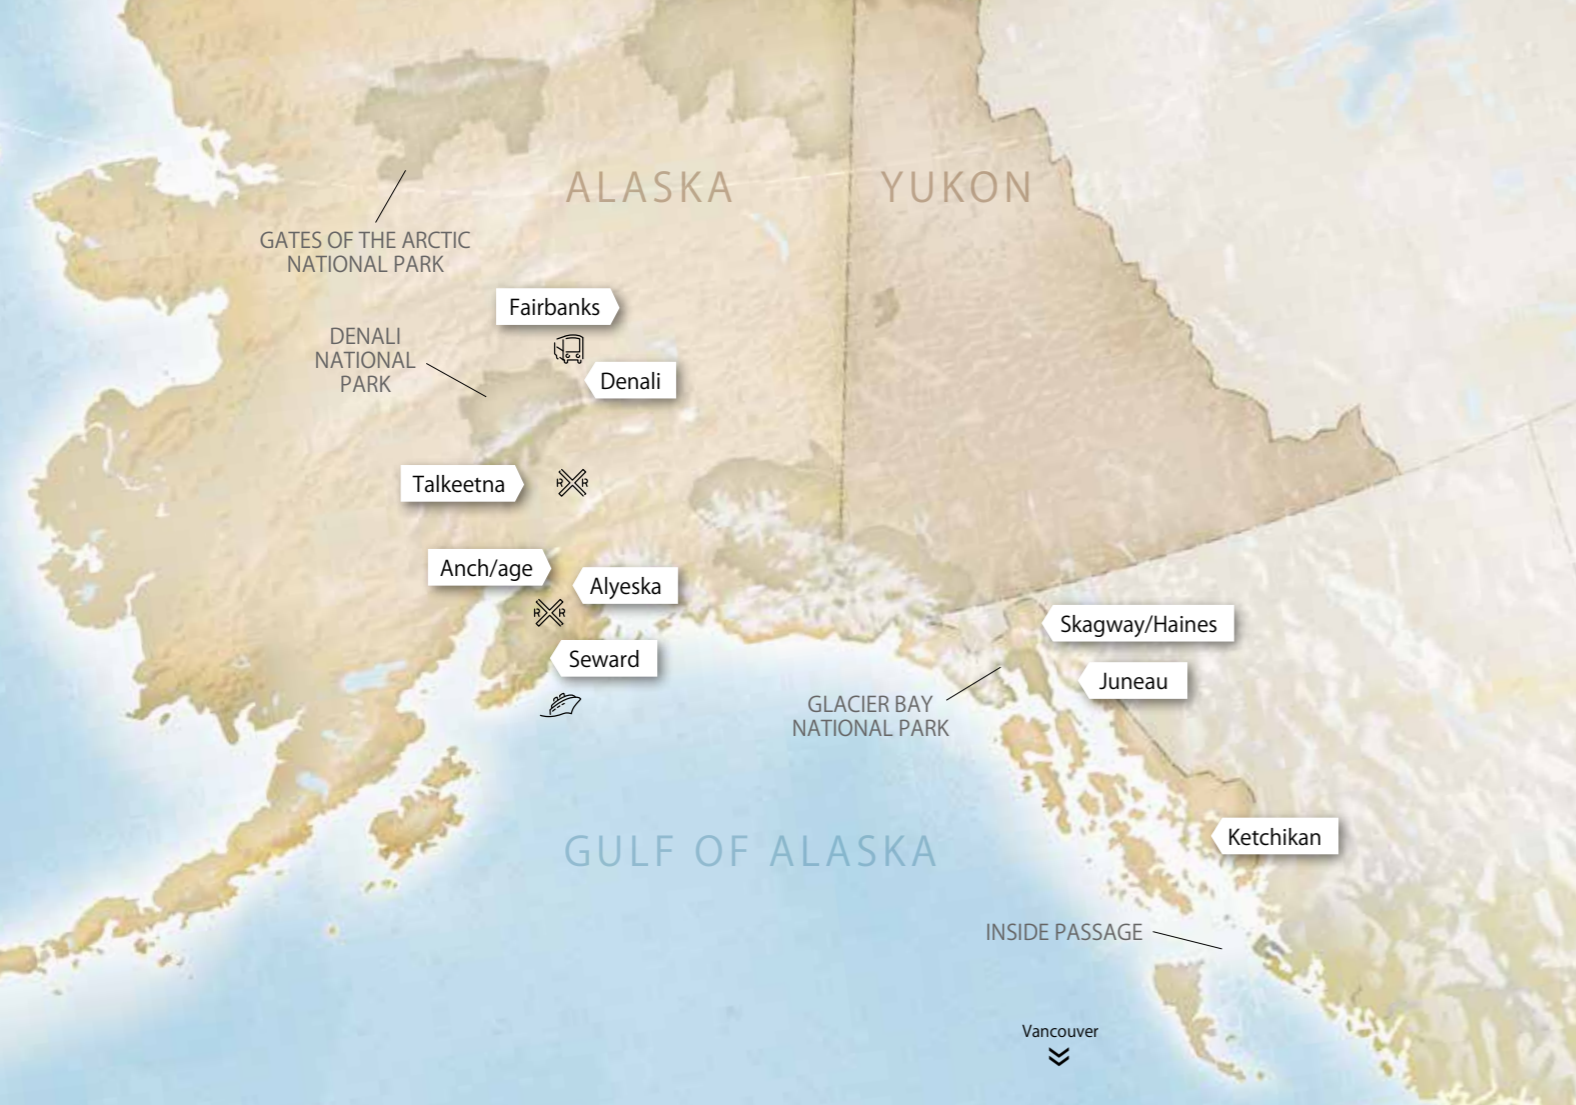 ALASKA
YUKON
GATES OF THE ARCTIC
NATIONAL PARK
Fairbanks
DENALI
NATIONAL
PARK
Denali
Talkeetna
R R
Anch/age
Alyeska
R R
Seward
Skagway/Haines
Juneau
GLACIER BAY
NATIONAL PARK
GULF OF ALASKA
Ketchikan
INSIDE PASSAGE
Vancouver